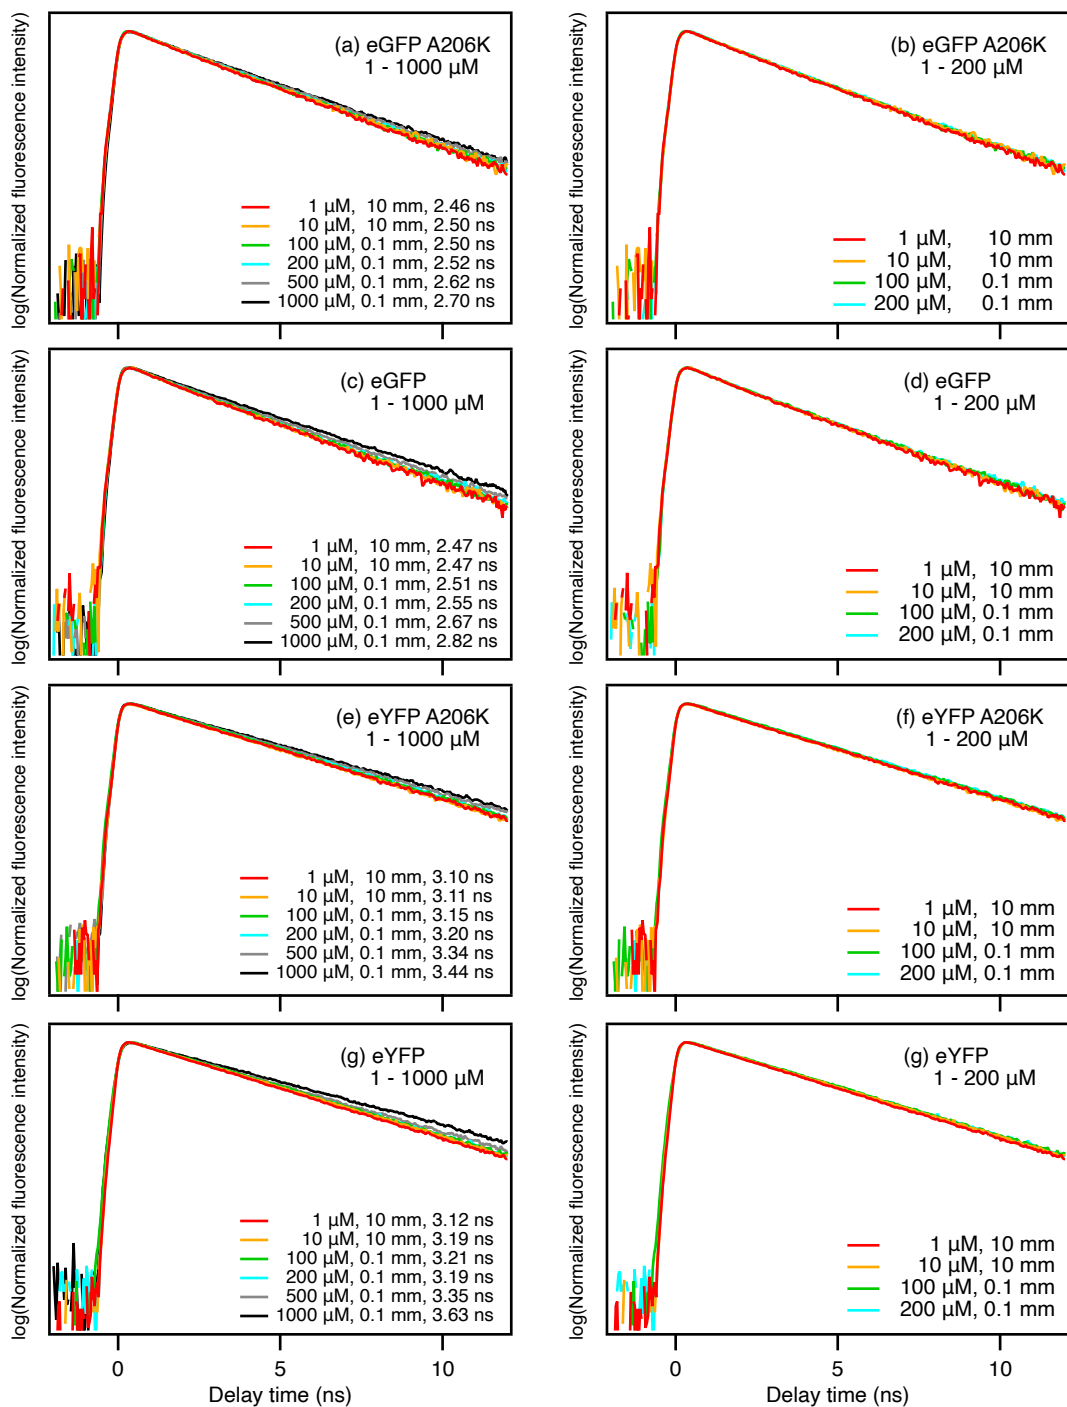 log(Normalized fluorescence intensity)
(a) eGFP A206K
1 - 1000 µM
1 µM, 10 mm, 2.46 ns
10 µM, 10 mm, 2.50 ns
100 µM, 0.1 mm, 2.50 ns
200 µM, 0.1 mm, 2.52 ns
500 µM, 0.1 mm, 2.62 ns
1000 µM, 0.1 mm, 2.70 ns
log(Normalized fluorescence intensity)
(b) eGFP A206K
1 - 200 µM
1 µM, 10 mm
10 µM, 10 mm
100 µM, 0.1 mm
200 µM, 0.1 mm
log(Normalized fluorescence intensity)
(c) eGFP
1 - 1000 µM
1 µM, 10 mm, 2.47 ns
10 µM, 10 mm, 2.47 ns
100 µM, 0.1 mm, 2.51 ns
200 µM, 0.1 mm, 2.55 ns
500 µM, 0.1 mm, 2.67 ns
1000 µM, 0.1 mm, 2.82 ns
log(Normalized fluorescence intensity)
(d) eGFP
1 - 200 µM
1 µM, 10 mm
10 µM, 10 mm
100 µM, 0.1 mm
200 µM, 0.1 mm
log(Normalized fluorescence intensity)
(e) eYFP A206K
1 - 1000 µM
1 µM, 10 mm, 3.10 ns
10 µM, 10 mm, 3.11 ns
100 µM, 0.1 mm, 3.15 ns
200 µM, 0.1 mm, 3.20 ns
500 µM, 0.1 mm, 3.34 ns
1000 µM, 0.1 mm, 3.44 ns
log(Normalized fluorescence intensity)
(f) eYFP A206K
1 - 200 µM
1 µM, 10 mm
10 µM, 10 mm
100 µM, 0.1 mm
200 µM, 0.1 mm
log(Normalized fluorescence intensity)
(g) eYFP
1 - 1000 µM
1 µM, 10 mm, 3.12 ns
10 µM, 10 mm, 3.19 ns
100 µM, 0.1 mm, 3.21 ns
200 µM, 0.1 mm, 3.19 ns
500 µM, 0.1 mm, 3.35 ns
1000 µM, 0.1 mm, 3.63 ns
0 5 10
Delay time (ns)
log(Normalized fluorescence intensity)
(g) eYFP
1 - 200 µM
1 µM, 10 mm
10 µM, 10 mm
100 µM, 0.1 mm
200 µM, 0.1 mm
0 5 10
Delay time (ns)